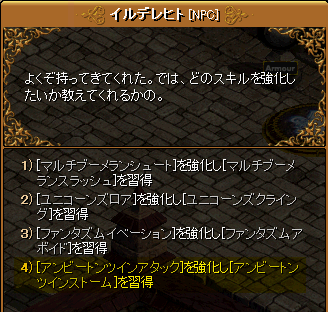 イルデレヒト [NPC]
よくぞ持ってきてくれた。では、どのスキルを強化し
たいか教えてくれるかの。
Armour
1) [マルチブーメランシュート]を強化し[マルチブーメ
ランスラッシュ]を習得
2) [ユニコーンズロア]を強化し[ユニコーンズクライン
グ]を習得
3) [ファンタズムイベーション]を強化し[ファンタズムア
ボイド]を習得
4) [アンビートンツインアタック]を強化し[アンビートン
ツインストーム]を習得